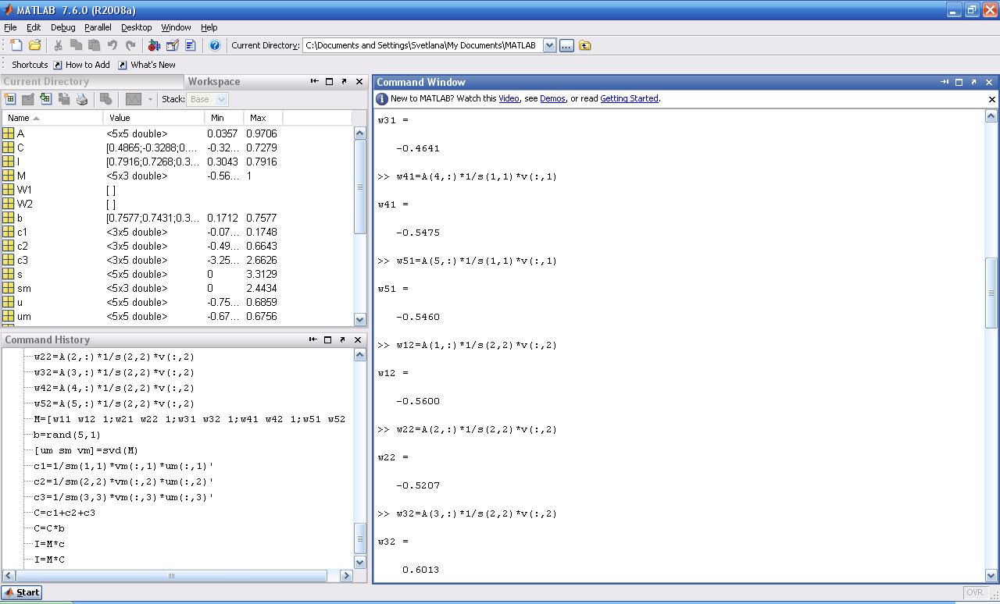 MATLAB 7.6.0 (R2008a)
File Edit Debug Parallel Desktop Window Help
Current Directory: C:\Documents and Settings\Svetlana\My Documents\MATLAB
Shortcuts How to Add What's New
Current Directory Workspace
Stack: Base
Name Value Min Max
A <5x5 double> 0.0357 0.9706
C [0.4865;-0.3288;0.... -0.32... 0.7279
I [0.7916;0.7268;0.3... 0.3043 0.7916
M <5x3 double> -0.56... 1
W1 [ ]
W2 [ ]
b [0.7577;0.7431;0.3... 0.1712 0.7577
c1 <3x5 double> -0.07... 0.1748
c2 <3x5 double> -0.49... 0.6643
c3 <3x5 double> -3.25... 2.6626
s <5x5 double> 0 3.3129
sm <5x3 double> 0 2.4434
u <5x5 double> -0.75... 0.6859
um <5x5 double> -0.67... 0.6756
Command History
w22=A(2,:)*1/s(2,2)*v(:,2)
w32=A(3,:)*1/s(2,2)*v(:,2)
w42=A(4,:)*1/s(2,2)*v(:,2)
w52=A(5,:)*1/s(2,2)*v(:,2)
M=[w11 w12 1;w21 w22 1;w31 w32 1;w41 w42 1;w51 w52
b=rand(5,1)
[um sm vm]=svd(M)
c1=1/sm(1,1)*vm(:,1)*um(:,1)'
c2=1/sm(2,2)*vm(:,2)*um(:,2)'
c3=1/sm(3,3)*vm(:,3)*um(:,3)'
C=c1+c2+c3
C=C*b
I=M*c
I=M*C
Command Window
New to MATLAB? Watch this Video, see Demos, or read Getting Started.
w31 =
-0.4641
>> w41=A(4,:)*1/s(1,1)*v(:,1)
w41 =
-0.5475
>> w51=A(5,:)*1/s(1,1)*v(:,1)
w51 =
-0.5460
>> w12=A(1,:)*1/s(2,2)*v(:,2)
w12 =
-0.5600
>> w22=A(2,:)*1/s(2,2)*v(:,2)
w22 =
-0.5207
>> w32=A(3,:)*1/s(2,2)*v(:,2)
w32 =
0.6013
Start
OVR